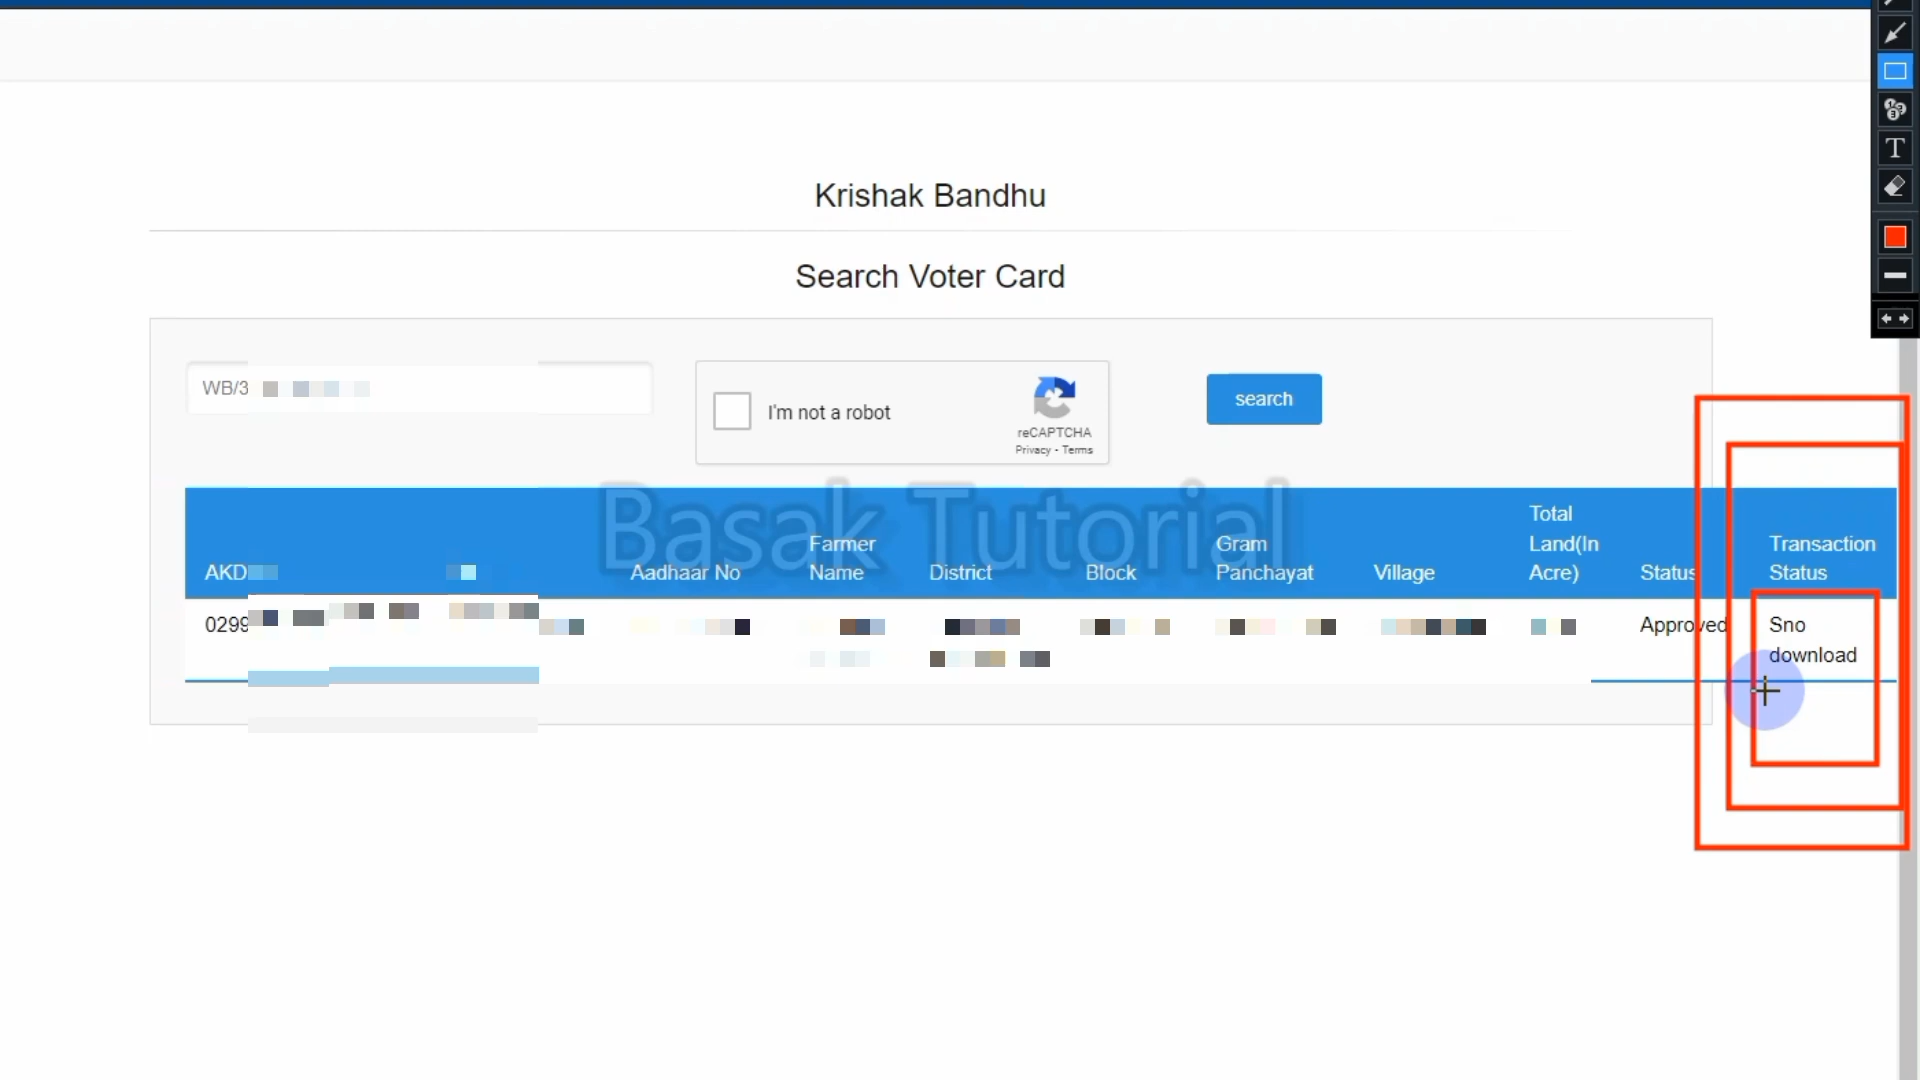 Krishak Bandhu
Search Voter Card
WB/3
I'm not a robot
reCAPTCHA
Privacy - Terms
search
Basak Tutorial
AKD
Aadhaar No
Farmer
Name
District
Block
Gram
Panchayat
Village
Total
Land(In
Acre)
Status
Transaction
Status
0299
Approved
Sno
download